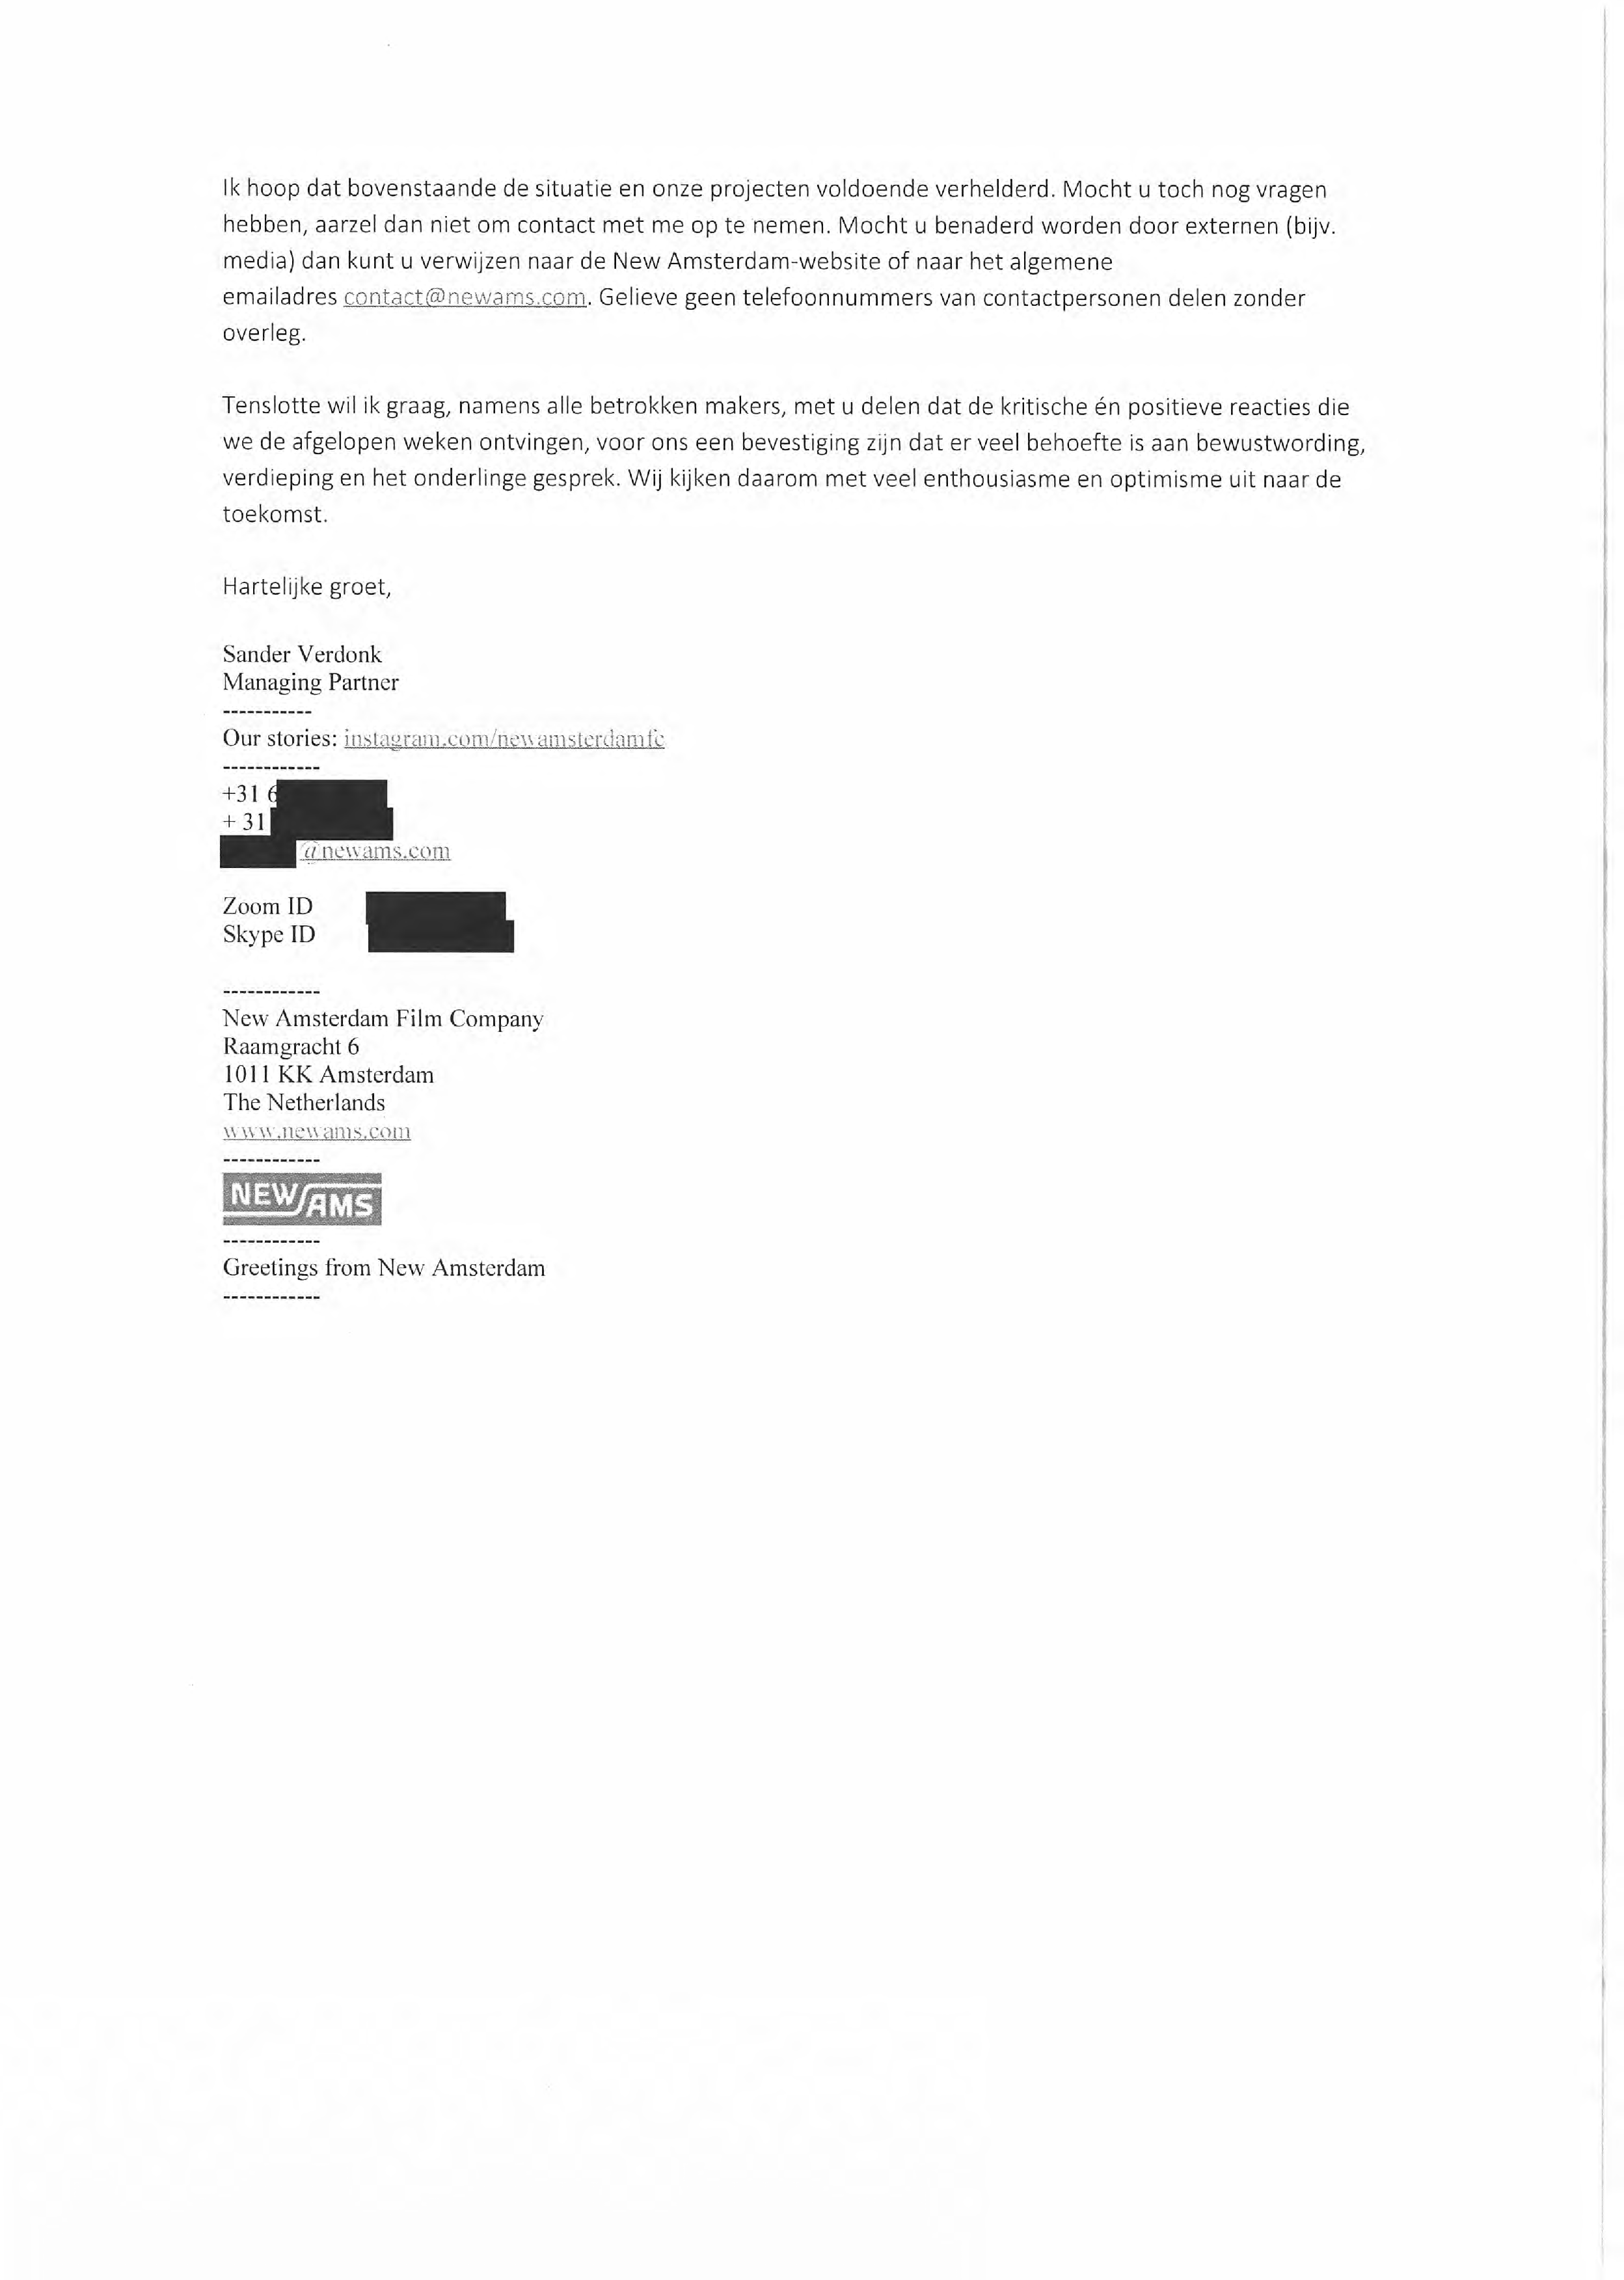 Ik hoop dat bovenstaande de situatie en onze projecten voldoende verhelderd. Mocht u toch nog vragen
hebben, aarzel dan niet om contact met me op te nemen. Mocht u benaderd worden door externen (bijv.
media) dan kunt u verwijzen naar de New Amsterdam-website of naar het algemene
emailadres contact@newams.com. Gelieve geen telefoonnummers van contactpersonen delen zonder
overleg.
Tenslotte wil ik graag, namens alle betrokken makers, met u delen dat de kritische én positieve reacties die
we de afgelopen weken ontvingen, voor ons een bevestiging zijn dat er veel behoefte is aan bewustwording,
verdieping en het onderlinge gesprek. Wij kijken daarom met veel enthousiasme en optimisme uit naar de
toekomst.
Hartelijke groet,
Sander Verdonk
Managing Partner
-----------
Our stories: instagram.com/newamsterdamfc
------------
+31 6
+ 31
@newams.com
Zoom ID
Skype ID
------------
New Amsterdam Film Company
Raamgracht 6
1011 KK Amsterdam
The Netherlands
www.newams.com
------------
NEW AMS
------------
Greetings from New Amsterdam
------------